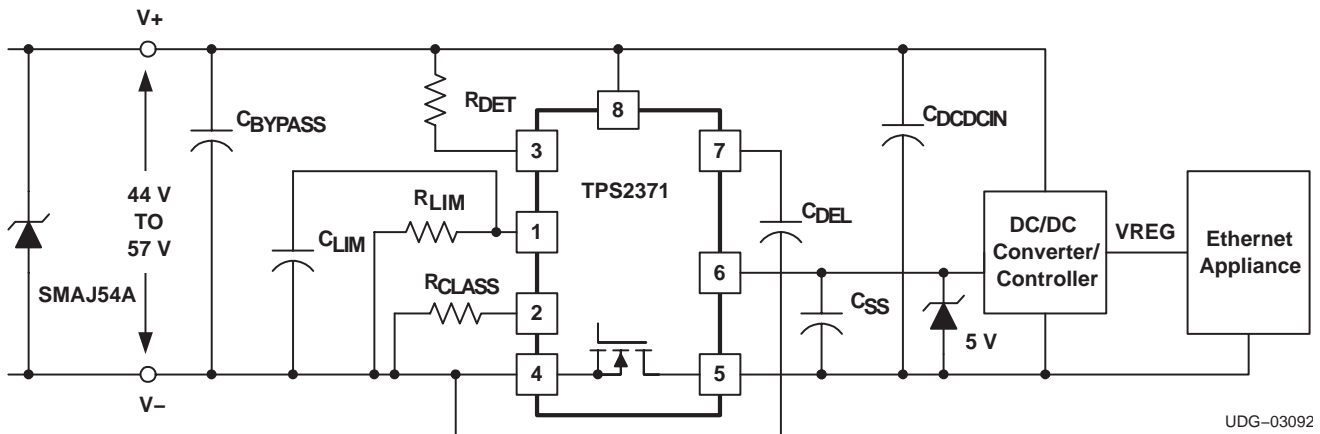 V+
RDET
8
CBYPASS
CDCDCIN
3
7
TPS2371
44 V
TO
57 V
RLIM
CDEL
CLIM
1
DC/DC
Converter/
Controller
VREG
Ethernet
Appliance
6
SMAJ54A
RCLASS
2
CSS
5 V
4
5
V–
UDG–03092